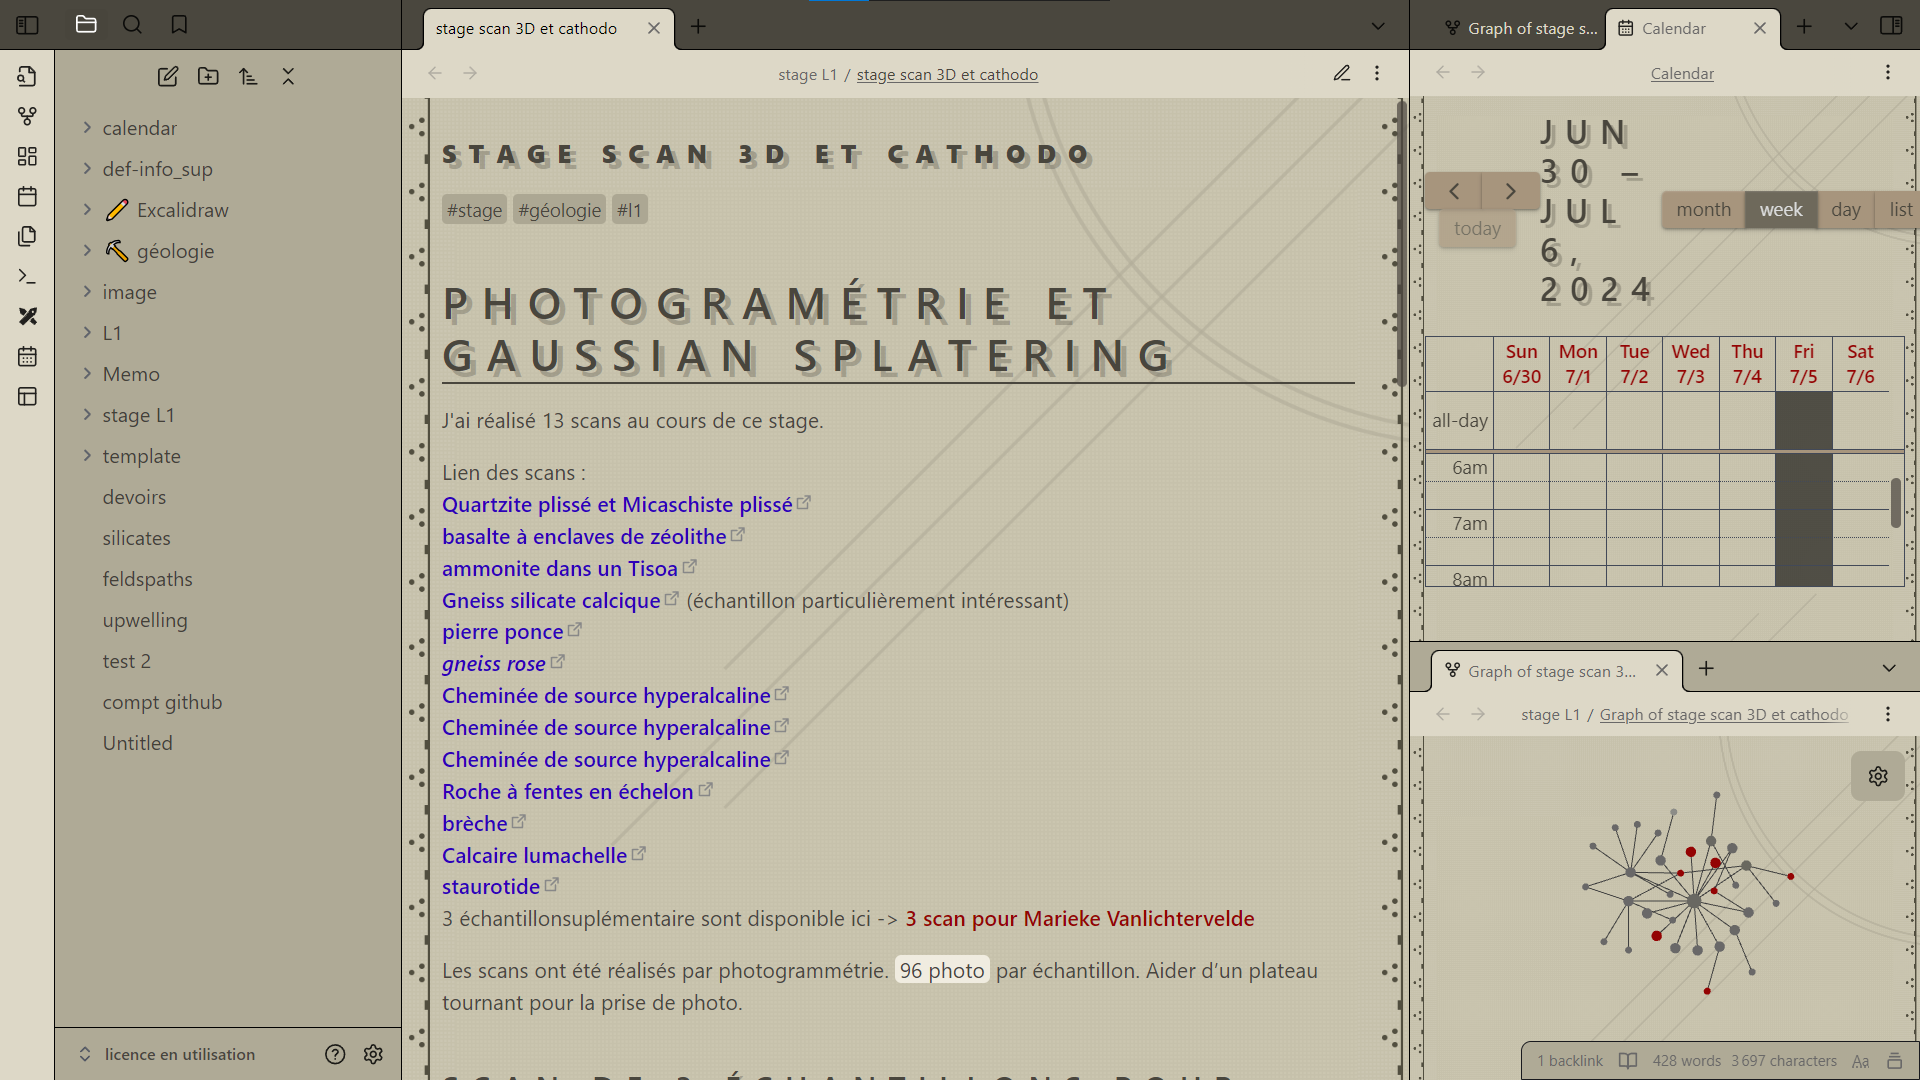 stage scan 3D et cathodo
Graph of stage s...
Calendar
stage L1 / stage scan 3D et cathodo
Calendar
calendar
def-info_sup
Excalidraw
géologie
image
L1
Memo
stage L1
template
devoirs
silicates
feldspaths
upwelling
test 2
compt github
Untitled
licence en utilisation
STAGE SCAN 3D ET CATHODO
#stage #géologie #l1
PHOTOGRAMÉTRIE ET
GAUSSIAN SPLATERING
J'ai réalisé 13 scans au cours de ce stage.
Lien des scans :
Quartzite plissé et Micaschiste plissé
basalte à enclaves de zéolithe
ammonite dans un Tisoa
Gneiss silicate calcique (échantillon particulièrement intéressant)
pierre ponce
gneiss rose
Cheminée de source hyperalcaline
Cheminée de source hyperalcaline
Cheminée de source hyperalcaline
Roche à fentes en échelon
brèche
Calcaire lumachelle
staurotide
3 échantillonsuplémentaire sont disponible ici -> 3 scan pour Marieke Vanlichtervelde
Les scans ont été réalisés par photogrammétrie. 96 photo par échantillon. Aider d’un plateau
tournant pour la prise de photo.
SCAN DE 3 ÉCHANTILLONS POUR
JUN
30 –
JUL
6,
2024
today
month week day list
Sun Mon Tue Wed Thu Fri Sat
6/30 7/1 7/2 7/3 7/4 7/5 7/6
all-day
6am
7am
8am
Graph of stage scan 3...
stage L1 / Graph of stage scan 3D et cathodo
1 backlink 428 words 3 697 characters Aa